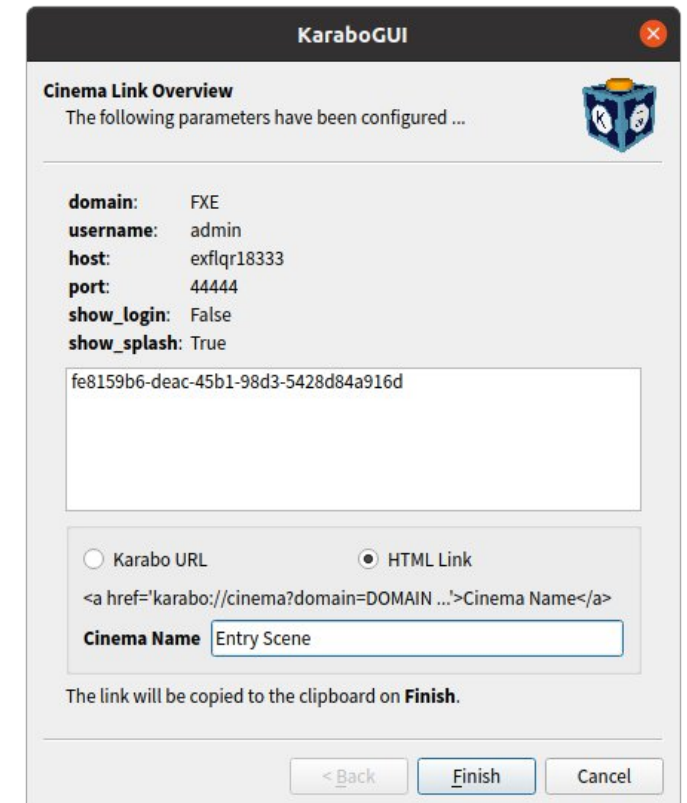 KaraboGUI
Cinema Link Overview
The following parameters have been configured ...
domain: FXE
username: admin
host: exflqr18333
port: 44444
show_login: False
show_splash: True
fe8159b6-deac-45b1-98d3-5428d84a916d
Karabo URL HTML Link
<a href='karabo://cinema?domain=DOMAIN ...'>Cinema Name</a>
Cinema Name Entry Scene
The link will be copied to the clipboard on Finish.
< Back Finish Cancel